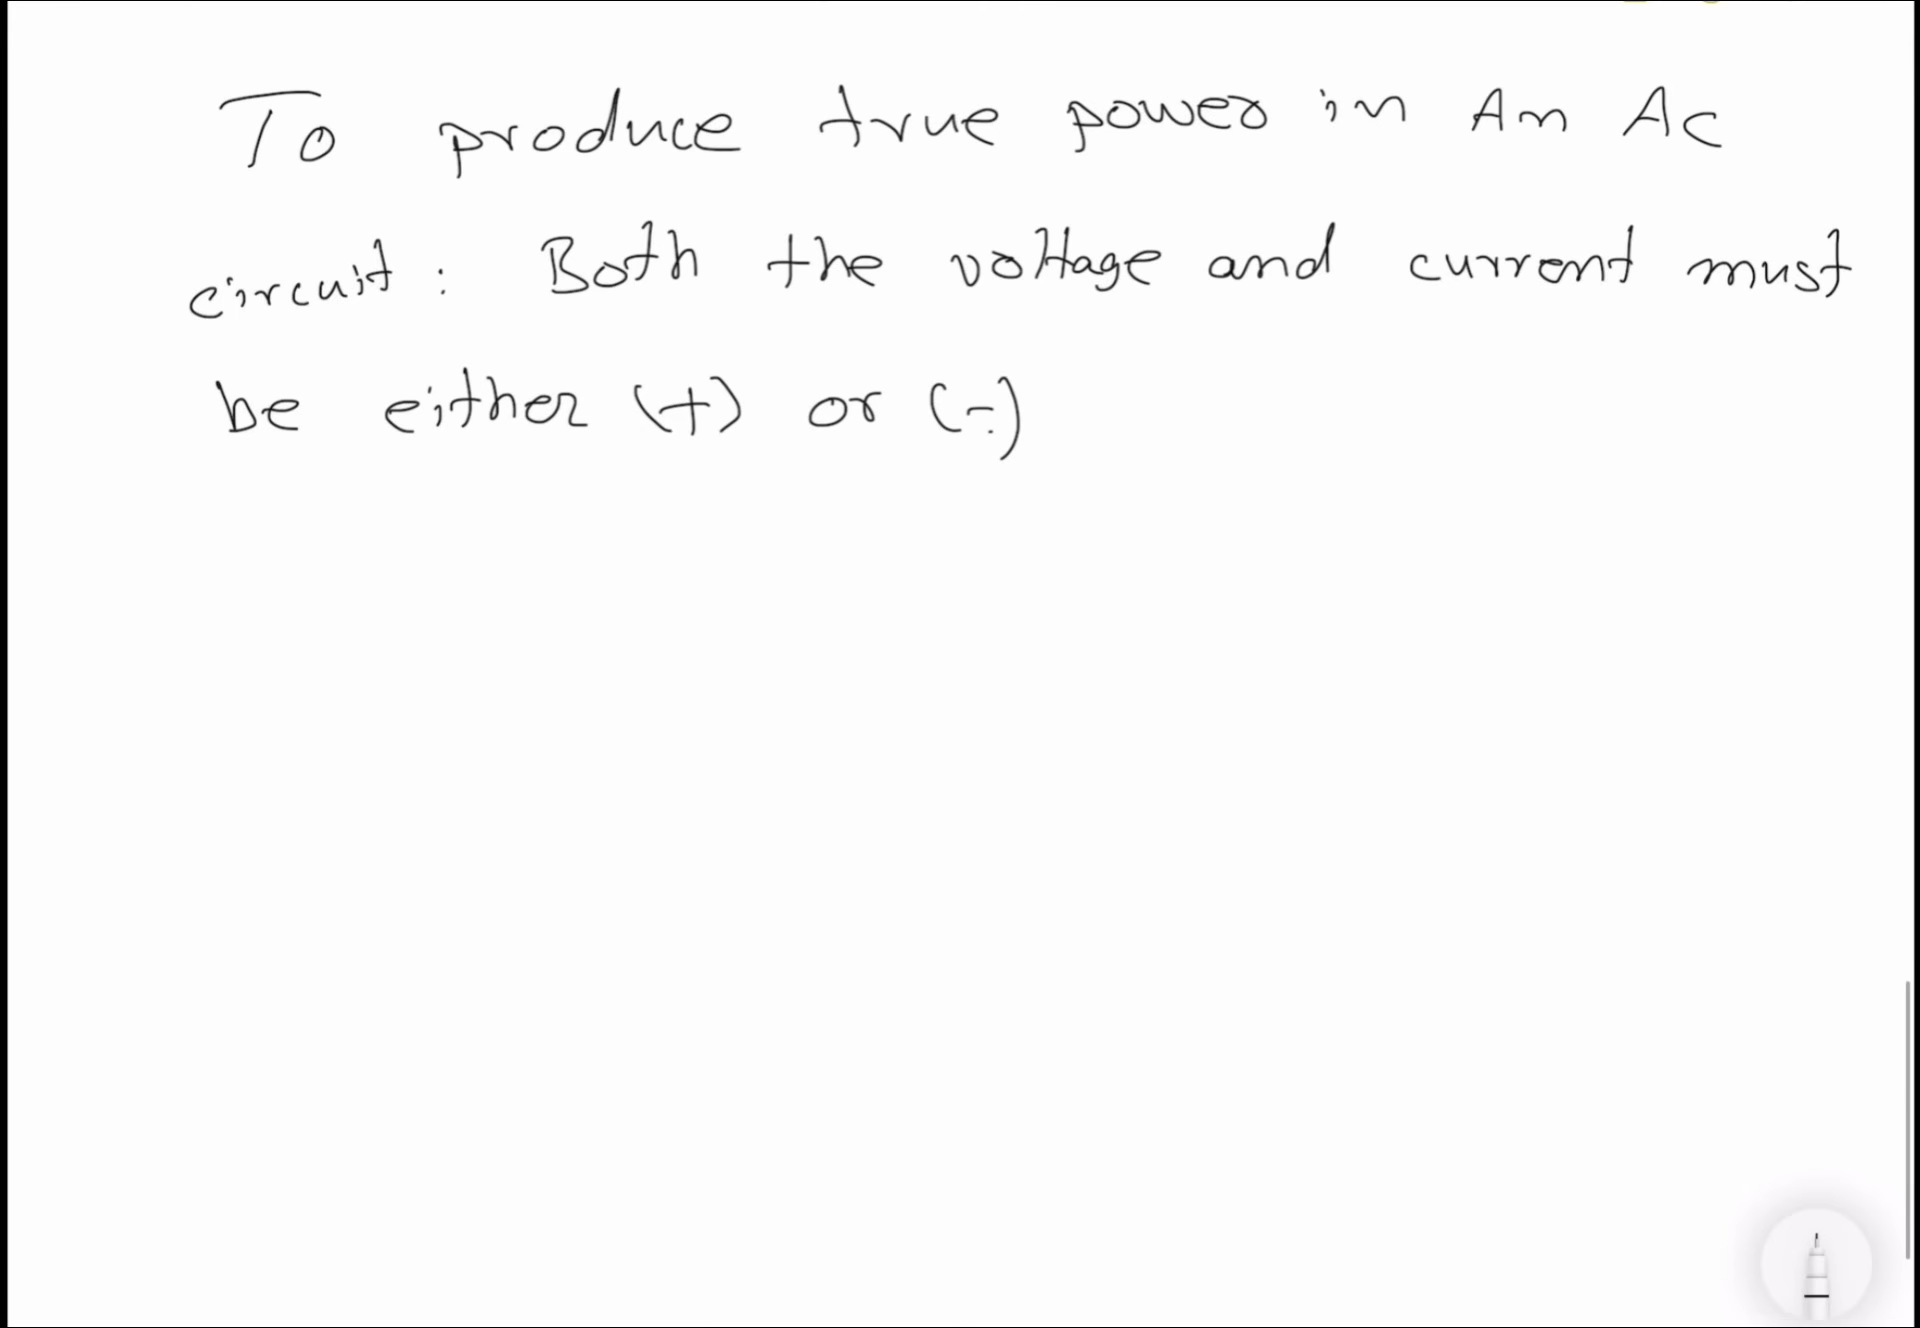 To produce true power in An Ac
circuit : Both the voltage and current must
be either (+) or (-)